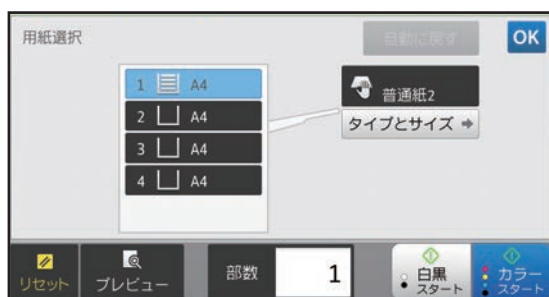 用紙選択
自動に戻す
OK
1 A4
2 A4
3 A4
4 A4
普通紙2
タイプとサイズ
リセット
プレビュー
部数
1
白黒
スタート
カラー
スタート